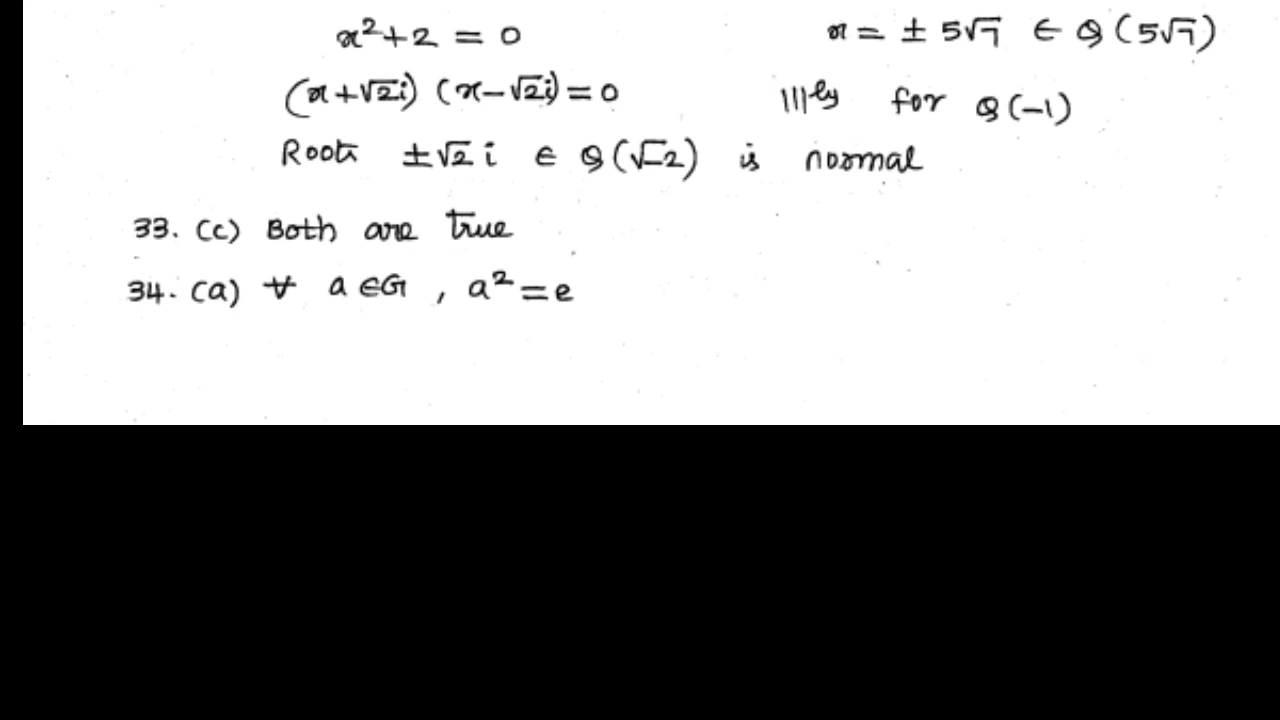 x²+2 = 0
x = ± 5√7 ∈ Q(5√7)
(x+√2i) (x-√2i) = 0
|||ly for Q(-1)
Roots ±√2 i ∈ Q(√-2) is normal
33. (c) Both are true
34. (a) ∀ a ∈ G , a² = e